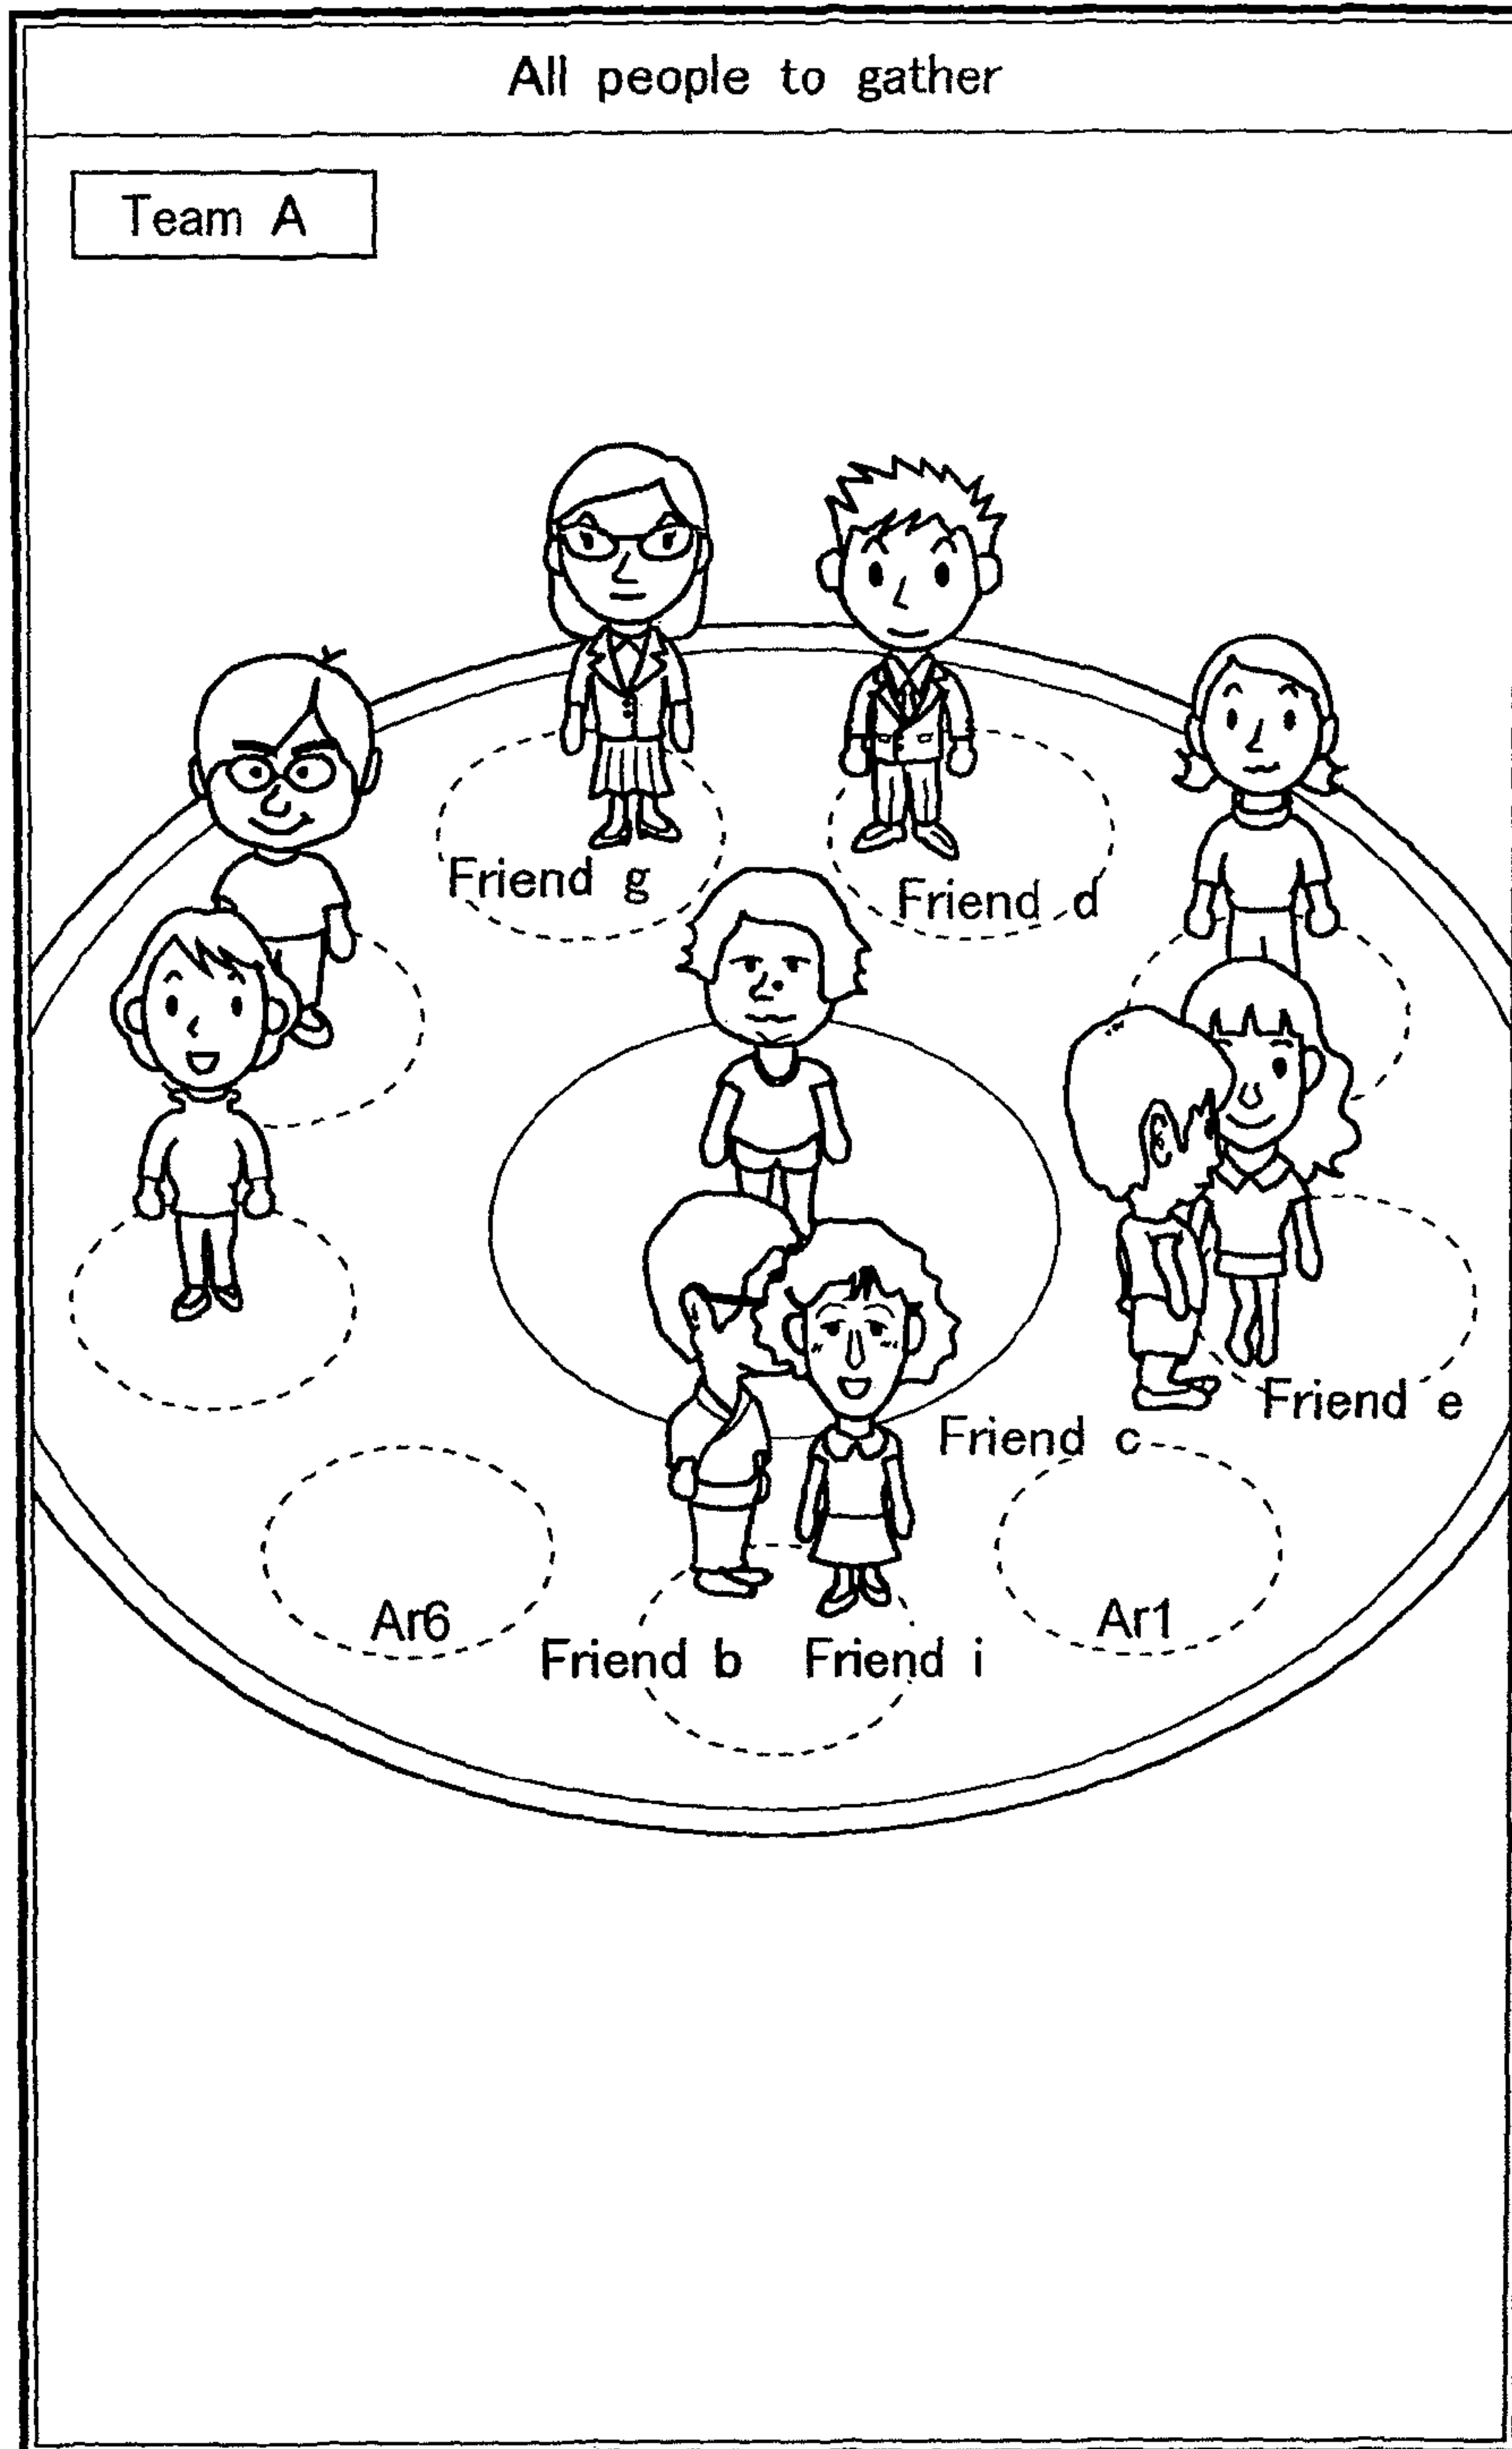 All people to gather
Team A
Friend g
Friend d
Friend e
Friend c
Ar6
Ar1
Friend b
Friend i